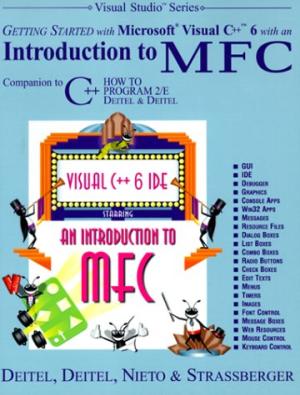 Visual Studio™ Series
GETTING STARTED with Microsoft® Visual C++™ 6 with an
Introduction to MFC
Companion to C++ HOW TO
PROGRAM 2/E
DEITEL & DEITEL
VISUAL C++ 6 IDE
STARRING
AN INTRODUCTION TO
MFC
■ GUI
■ IDE
■ DEBUGGER
■ GRAPHICS
■ CONSOLE APPS
■ WIN32 APPS
■ MESSAGES
■ RESOURCE FILES
■ DIALOG BOXES
■ LIST BOXES
■ COMBO BOXES
■ RADIO BUTTONS
■ CHECK BOXES
■ EDIT TEXTS
■ MENUS
■ TIMERS
■ IMAGES
■ FONT CONTROL
■ MESSAGE BOXES
■ WEB RESOURCES
■ MOUSE CONTROL
■ KEYBOARD CONTROL
DEITEL, DEITEL, NIETO & STRASSBERGER